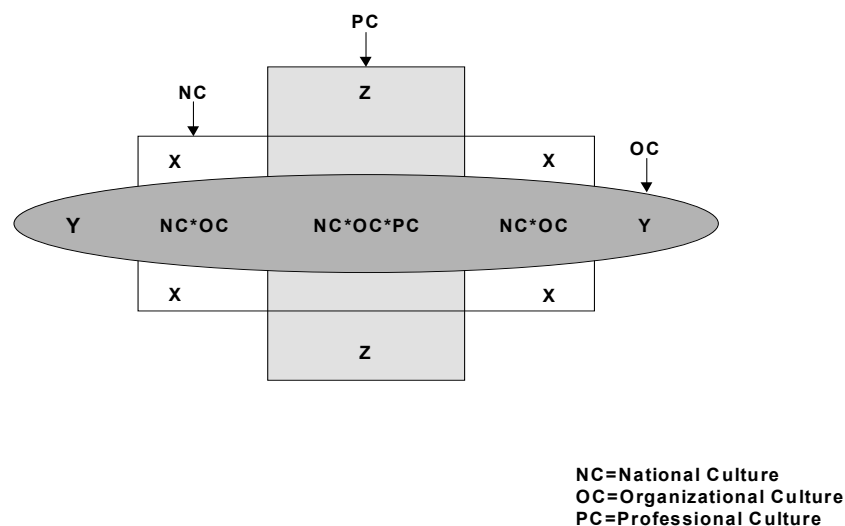 PC
Z
NC
X
X
OC
Y
NC*OC
NC*OC*PC
NC*OC
Y
X
X
Z
NC=National Culture
OC=Organizational Culture
PC=Professional Culture